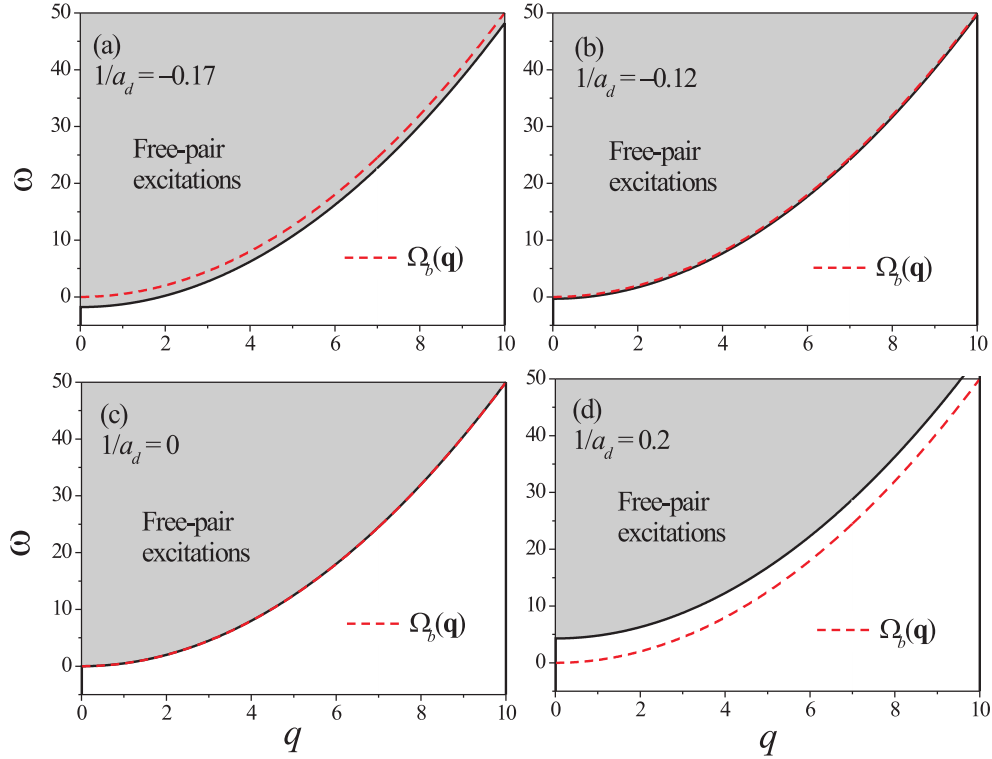 (a)
1/a_d = –0.17
Free-pair
excitations
Ω_b(q)
50
40
30
20
10
0
0 2 4 6 8 10
ω
(b)
1/a_d = –0.12
Free-pair
excitations
Ω_b(q)
50
40
30
20
10
0
0 2 4 6 8 10
(c)
1/a_d = 0
Free-pair
excitations
Ω_b(q)
50
40
30
20
10
0
0 2 4 6 8 10
ω
q
(d)
1/a_d = 0.2
Free-pair
excitations
Ω_b(q)
50
40
30
20
10
0
0 2 4 6 8 10
q